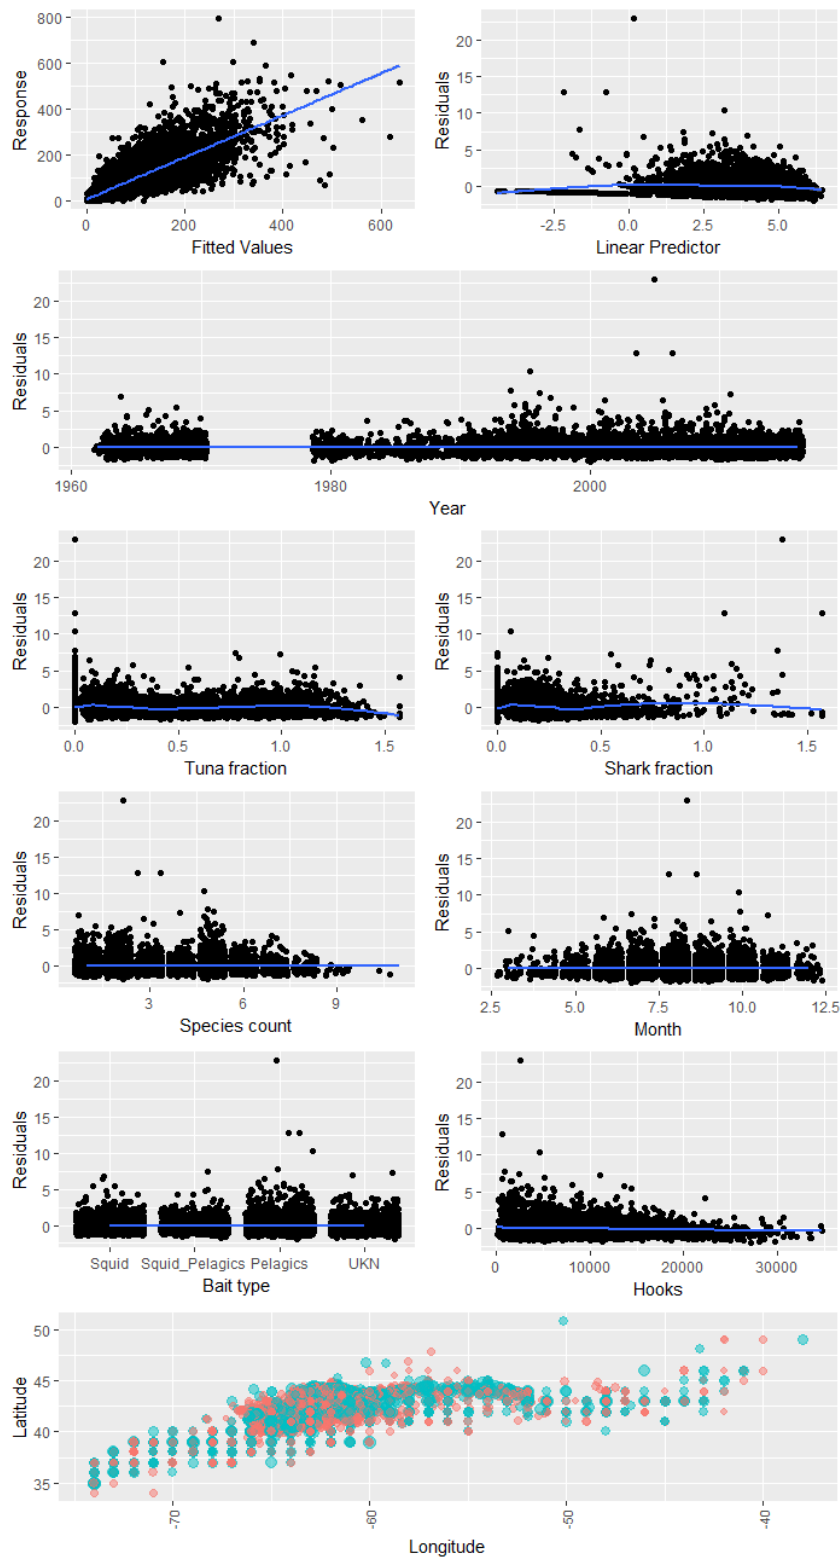 800
600
400
200
0
Response
0 200 400 600
Fitted Values
20
15
10
5
0
Residuals
-2.5 0.0 2.5 5.0
Linear Predictor
20
15
10
5
0
Residuals
1960 1980 2000
Year
20
15
10
5
0
Residuals
0.0 0.5 1.0 1.5
Tuna fraction
20
15
10
5
0
Residuals
0.0 0.5 1.0 1.5
Shark fraction
20
15
10
5
0
Residuals
3 6 9
Species count
20
15
10
5
0
Residuals
2.5 5.0 7.5 10.0 12.5
Month
20
15
10
5
0
Residuals
Squid Squid_Pelagics Pelagics UKN
Bait type
20
15
10
5
0
Residuals
0 10000 20000 30000
Hooks
50
45
40
35
Latitude
-70 -60 -50 -40
Longitude